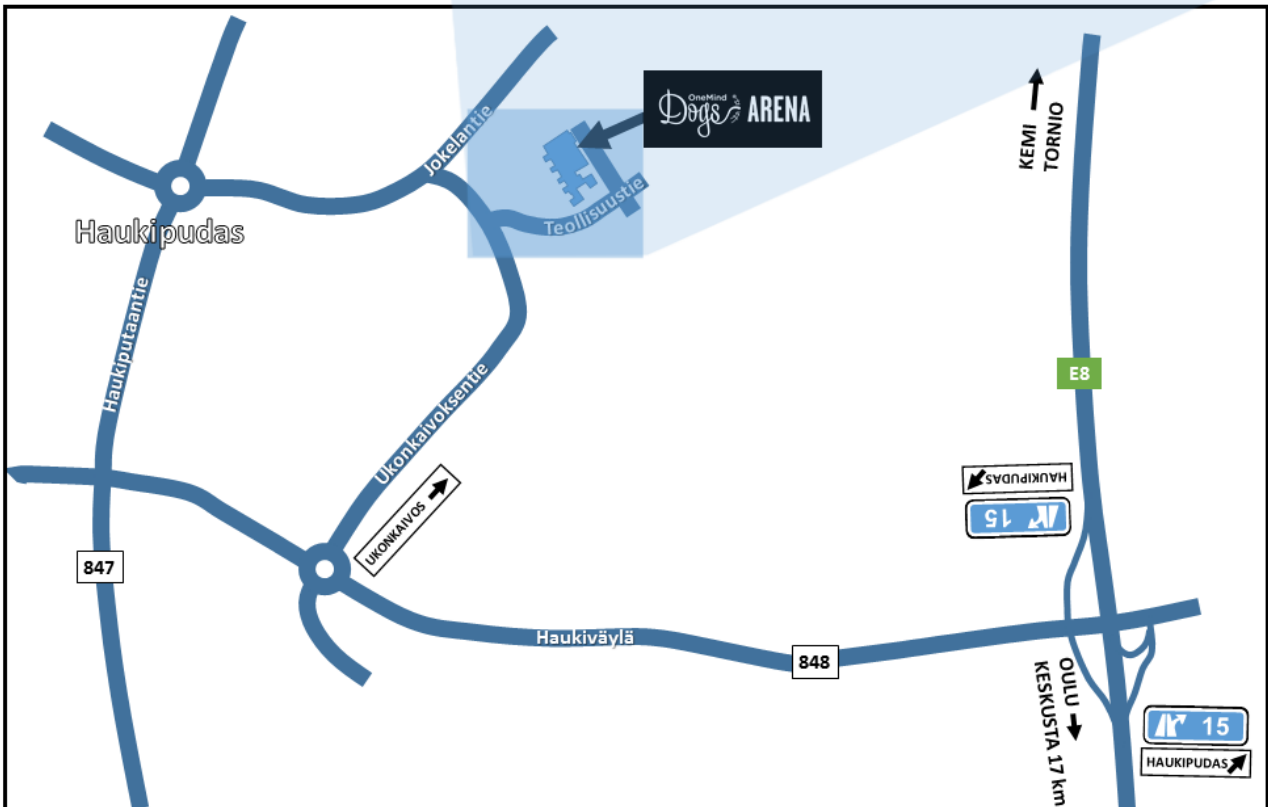 OneMind
Dogs
ARENA
Jokelantie
KEMI
TORNIO
Teollisuustie
Haukipudas
Haukiputaantie
E8
Ukonkaivoksentie
HAUKIPUDAS
15
UKONKAIVOS
847
Haukiväylä
848
OULU
KESKUSTA 17 km
15
HAUKIPUDAS